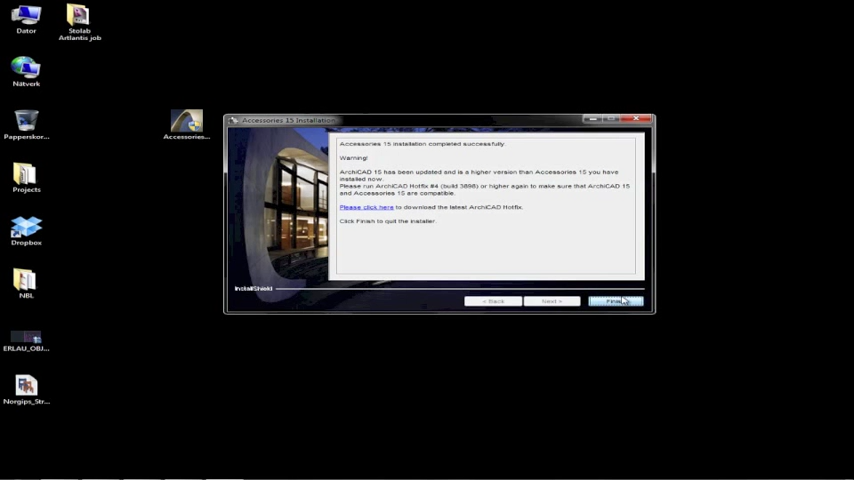 Dator
Stolab
Artlantis job
Nätverk
Papperskor...
Accessories...
Projects
Dropbox
NBL
ERLAU_OBJ...
Norgips_Str...
Accessories 15 Installation
Accessories 15 installation completed successfully.
Warning!
ArchiCAD 15 has been updated and is a higher version than Accessories 15 you have
installed now.
Please run ArchiCAD Hotfix #4 (build 3898) or higher again to make sure that ArchiCAD 15
and Accessories 15 are compatible.
Please click here to download the latest ArchiCAD Hotfix.
Click Finish to quit the installer.
InstallShield
< Back
Next >
Finish